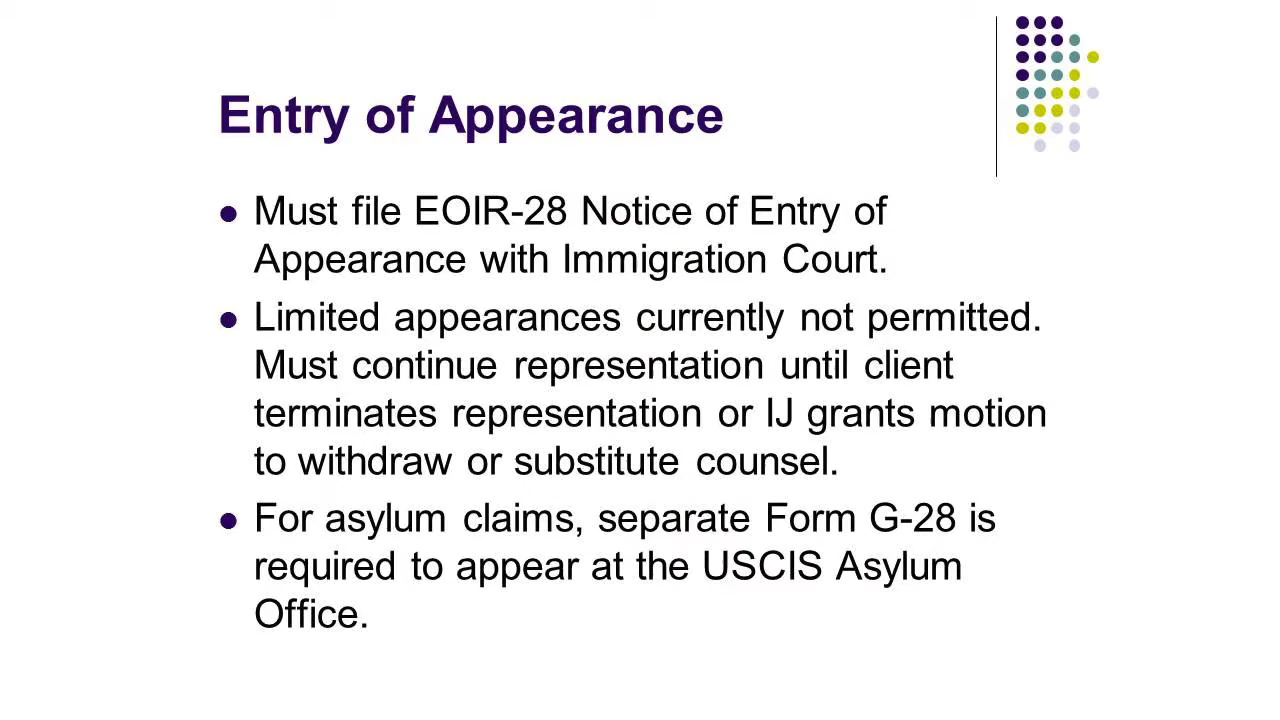 Entry of Appearance
Must file EOIR-28 Notice of Entry of
Appearance with Immigration Court.
Limited appearances currently not permitted.
Must continue representation until client
terminates representation or IJ grants motion
to withdraw or substitute counsel.
For asylum claims, separate Form G-28 is
required to appear at the USCIS Asylum
Office.